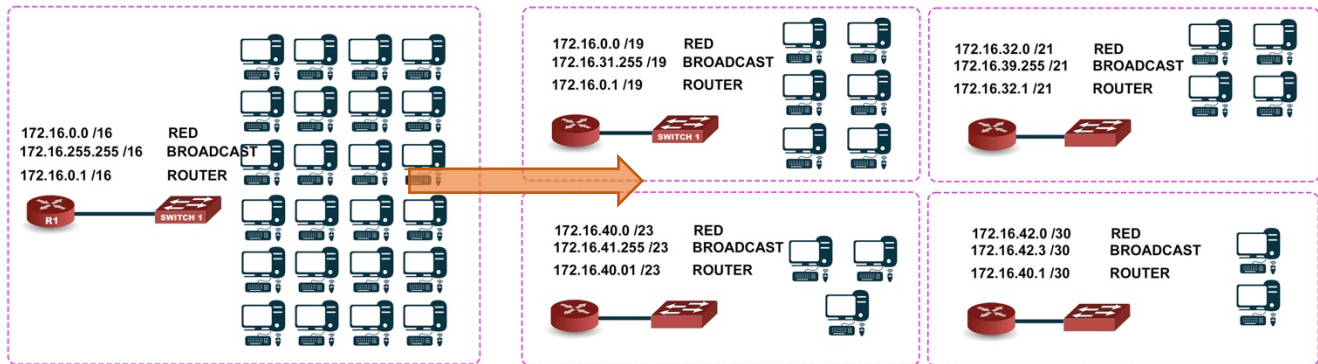 172.16.0.0 /16 RED
172.16.255.255 /16 BROADCAST
172.16.0.1 /16 ROUTER
R1
SWITCH 1
172.16.0.0 /19 RED
172.16.31.255 /19 BROADCAST
172.16.0.1 /19 ROUTER
SWITCH 1
172.16.32.0 /21 RED
172.16.39.255 /21 BROADCAST
172.16.32.1 /21 ROUTER
172.16.40.0 /23 RED
172.16.41.255 /23 BROADCAST
172.16.40.01 /23 ROUTER
172.16.42.0 /30 RED
172.16.42.3 /30 BROADCAST
172.16.40.1 /30 ROUTER